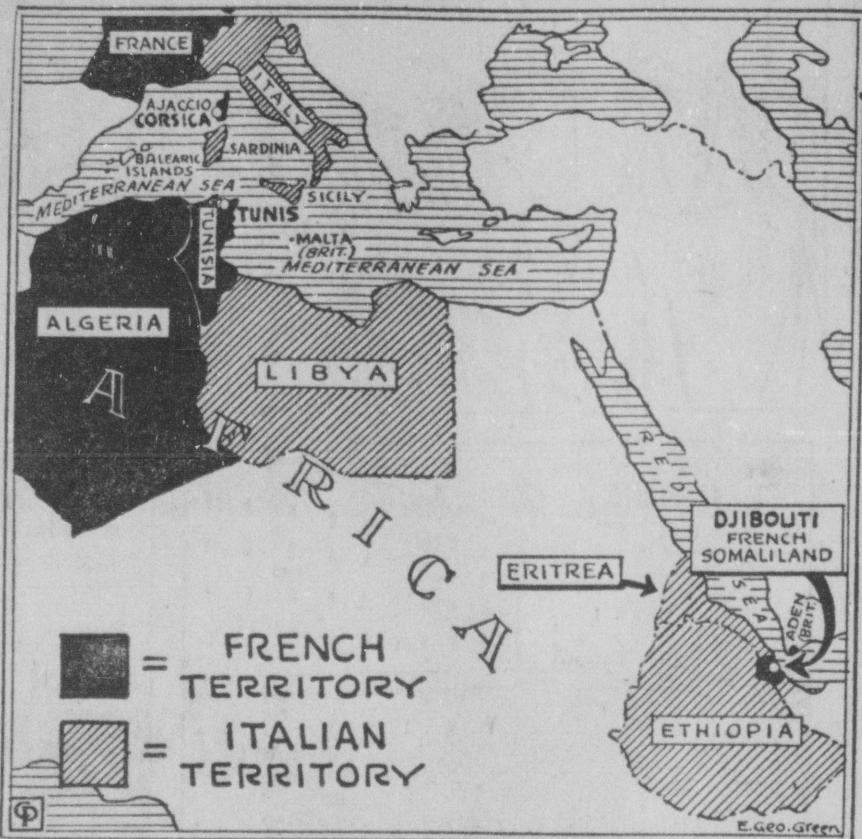 FRANCE
ITALY
AJACCIO
CORSICA
SARDINIA
BALEARIC
ISLANDS
MEDITERRANEAN SEA
SICILY
TUNIS
TUNISIA
MALTA
(BRIT.)
MEDITERRANEAN SEA
ALGERIA
LIBYA
AFRICA
RED SEA
DJIBOUTI
FRENCH
SOMALILAND
ERITREA
ADEN
(BRIT.)
ETHIOPIA
= FRENCH
TERRITORY
= ITALIAN
TERRITORY
CP
E.Geo.Green